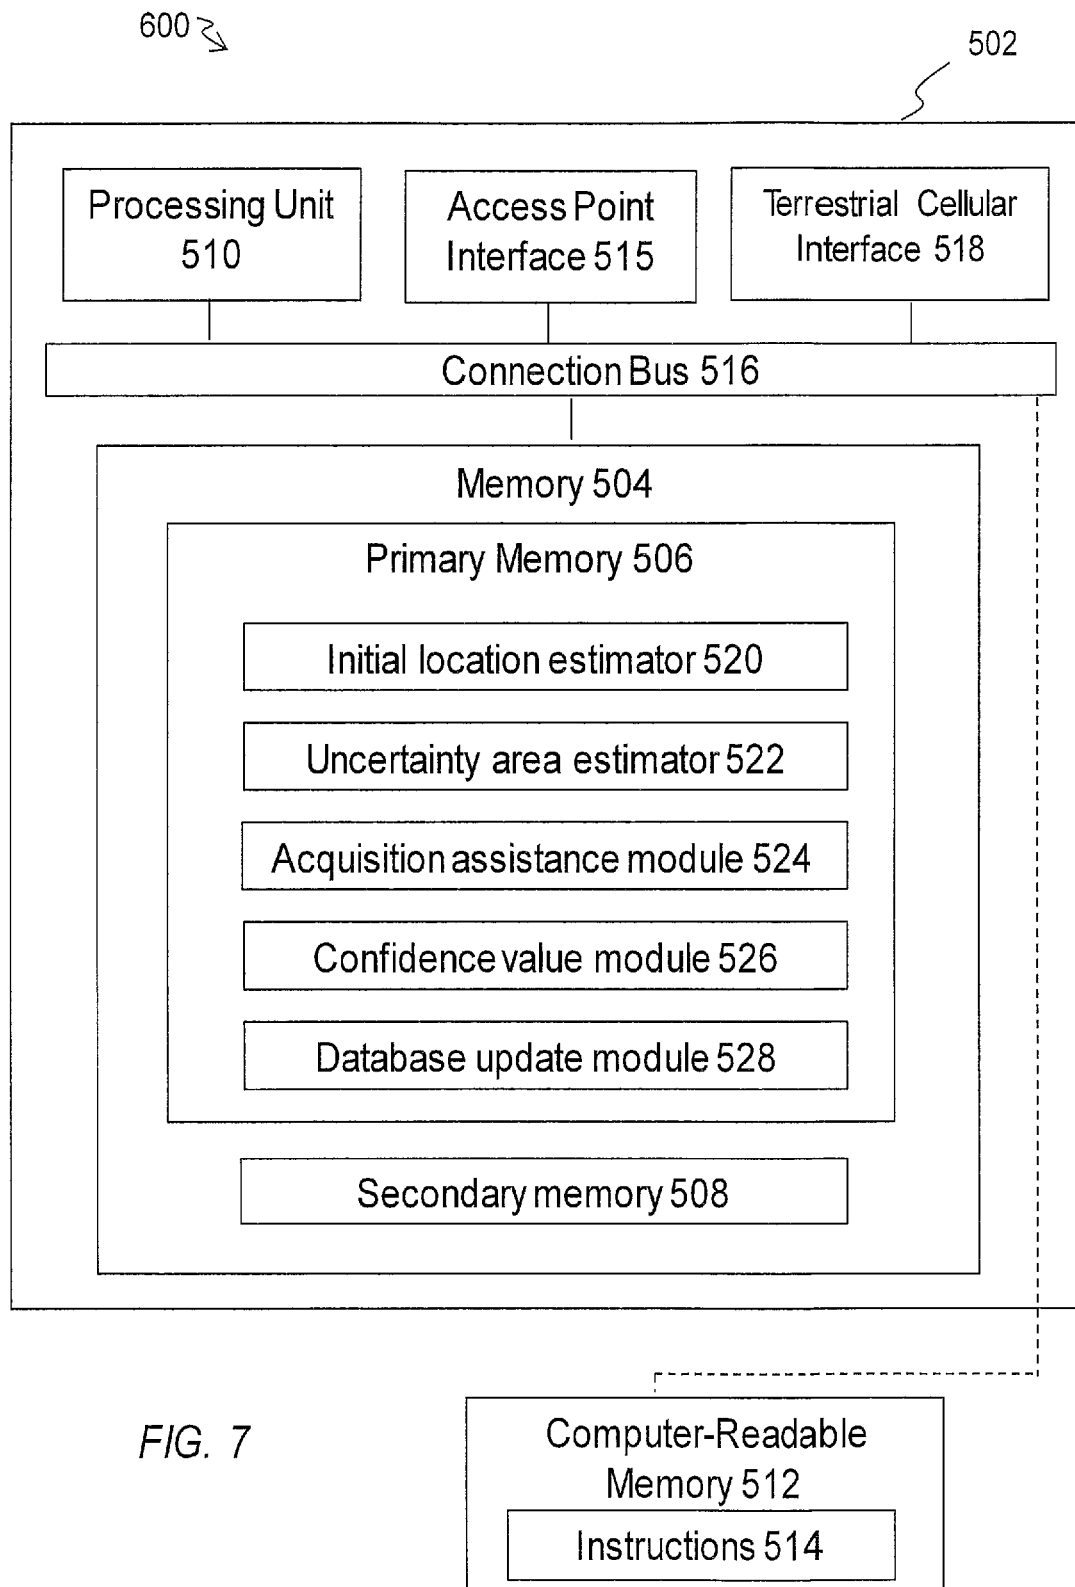 600
502
Processing Unit
510
Access Point
Interface 515
Terrestrial Cellular
Interface 518
Connection Bus 516
Memory 504
Primary Memory 506
Initial location estimator 520
Uncertainty area estimator 522
Acquisition assistance module 524
Confidence value module 526
Database update module 528
Secondary memory 508
FIG. 7
Computer-Readable
Memory 512
Instructions 514